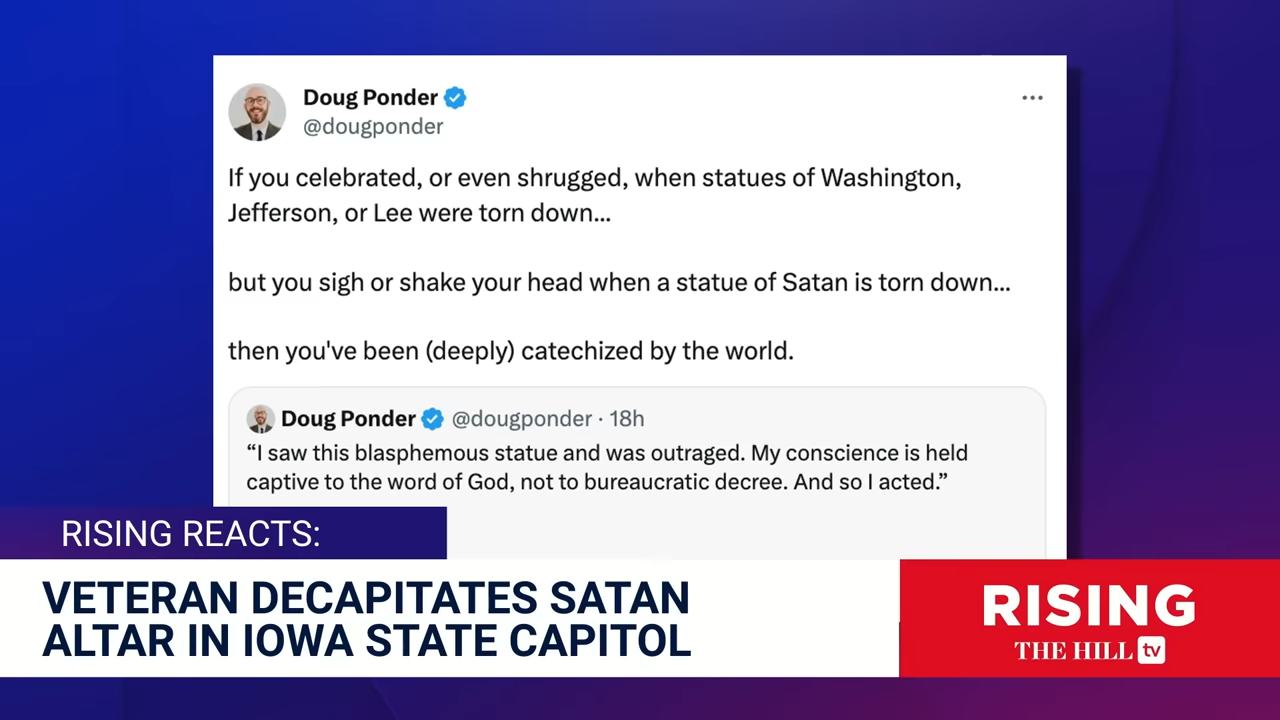 Doug Ponder
@dougponder
If you celebrated, or even shrugged, when statues of Washington,
Jefferson, or Lee were torn down...
but you sigh or shake your head when a statue of Satan is torn down...
then you've been (deeply) catechized by the world.
Doug Ponder @dougponder · 18h
“I saw this blasphemous statue and was outraged. My conscience is held
captive to the word of God, not to bureaucratic decree. And so I acted.”
RISING REACTS:
VETERAN DECAPITATES SATAN
ALTAR IN IOWA STATE CAPITOL
RISING
THE HILL tv